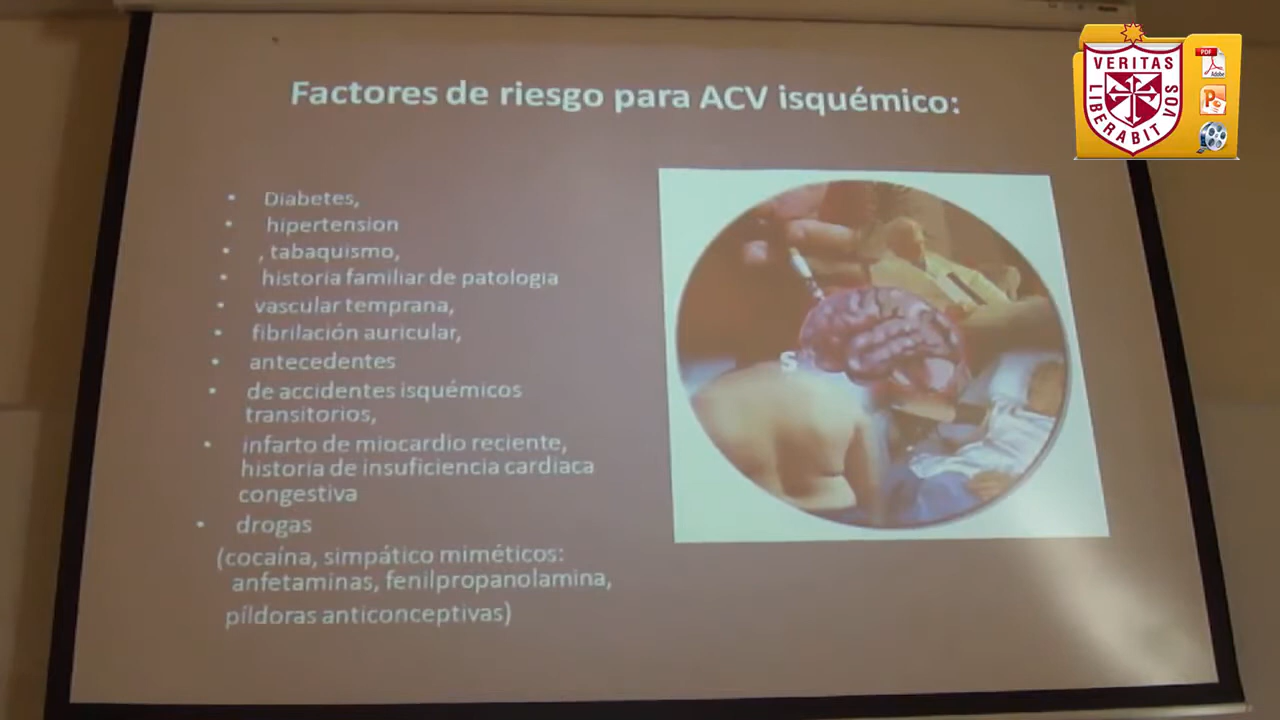 Factores de riesgo para ACV isquémico:
• Diabetes,
• hipertension
• , tabaquismo,
• historia familiar de patologia
• vascular temprana,
• fibrilación auricular,
• antecedentes
• de accidentes isquémicos
transitorios,
• infarto de miocardio reciente,
historia de insuficiencia cardiaca
congestiva
• drogas
(cocaína, simpático miméticos:
anfetaminas, fenilpropanolamina,
píldoras anticonceptivas)
S
VERITAS
LIBERABIT VOS
PDF
Adobe
P